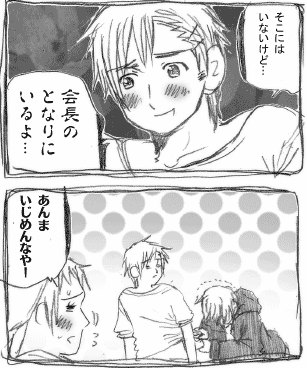 そこには
いないけど…
会長の
となりに
いるよ…
あんま
いじめんなや!